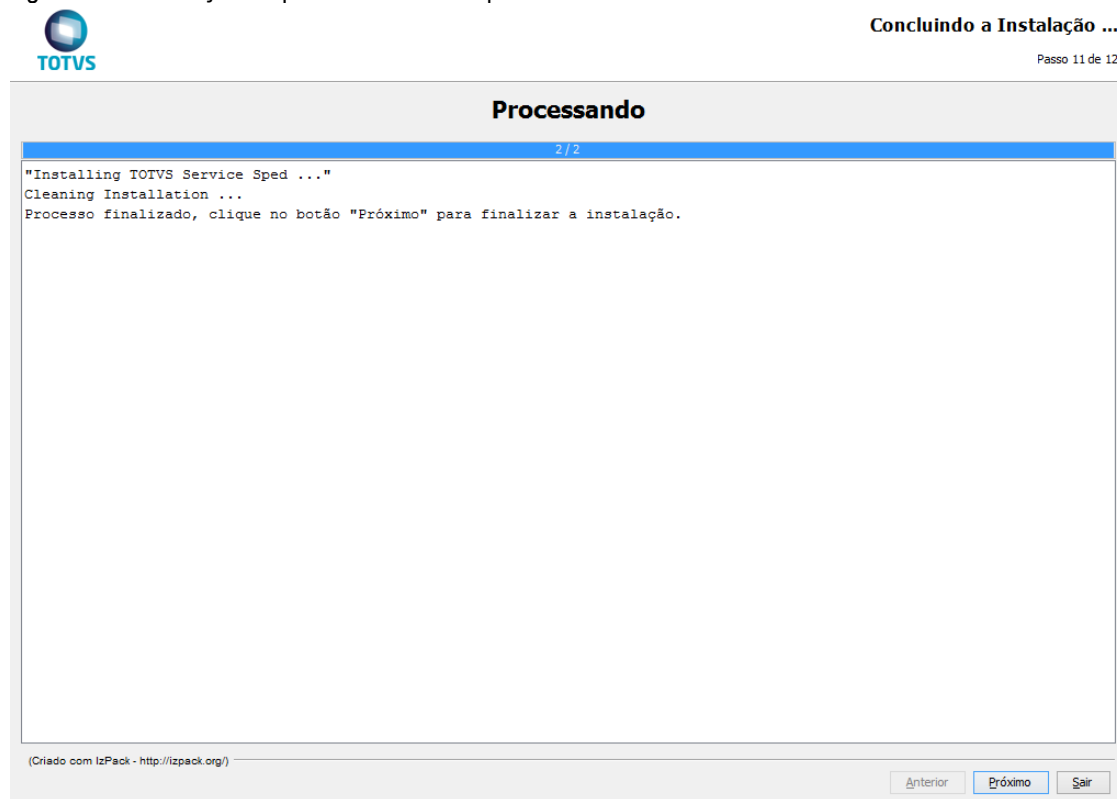 TOTVS
Concluindo a Instalação ...
Passo 11 de 12
Processando
2 / 2
"Installing TOTVS Service Sped ..."
Cleaning Installation ...
Processo finalizado, clique no botão "Próximo" para finalizar a instalação.
(Criado com IzPack - http://izpack.org/)
Anterior Próximo Sair